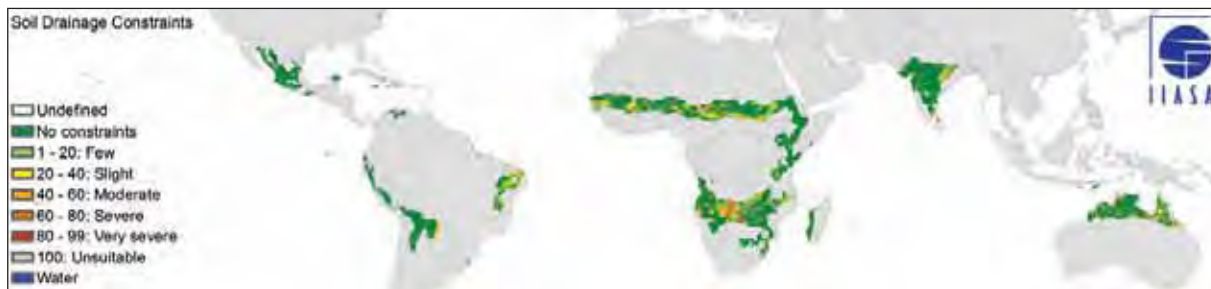 Soil Drainage Constraints
Undefined
No constraints
1 - 20: Few
20 - 40: Slight
40 - 60: Moderate
60 - 80: Severe
80 - 99: Very severe
100: Unsuitable
Water
IIASA